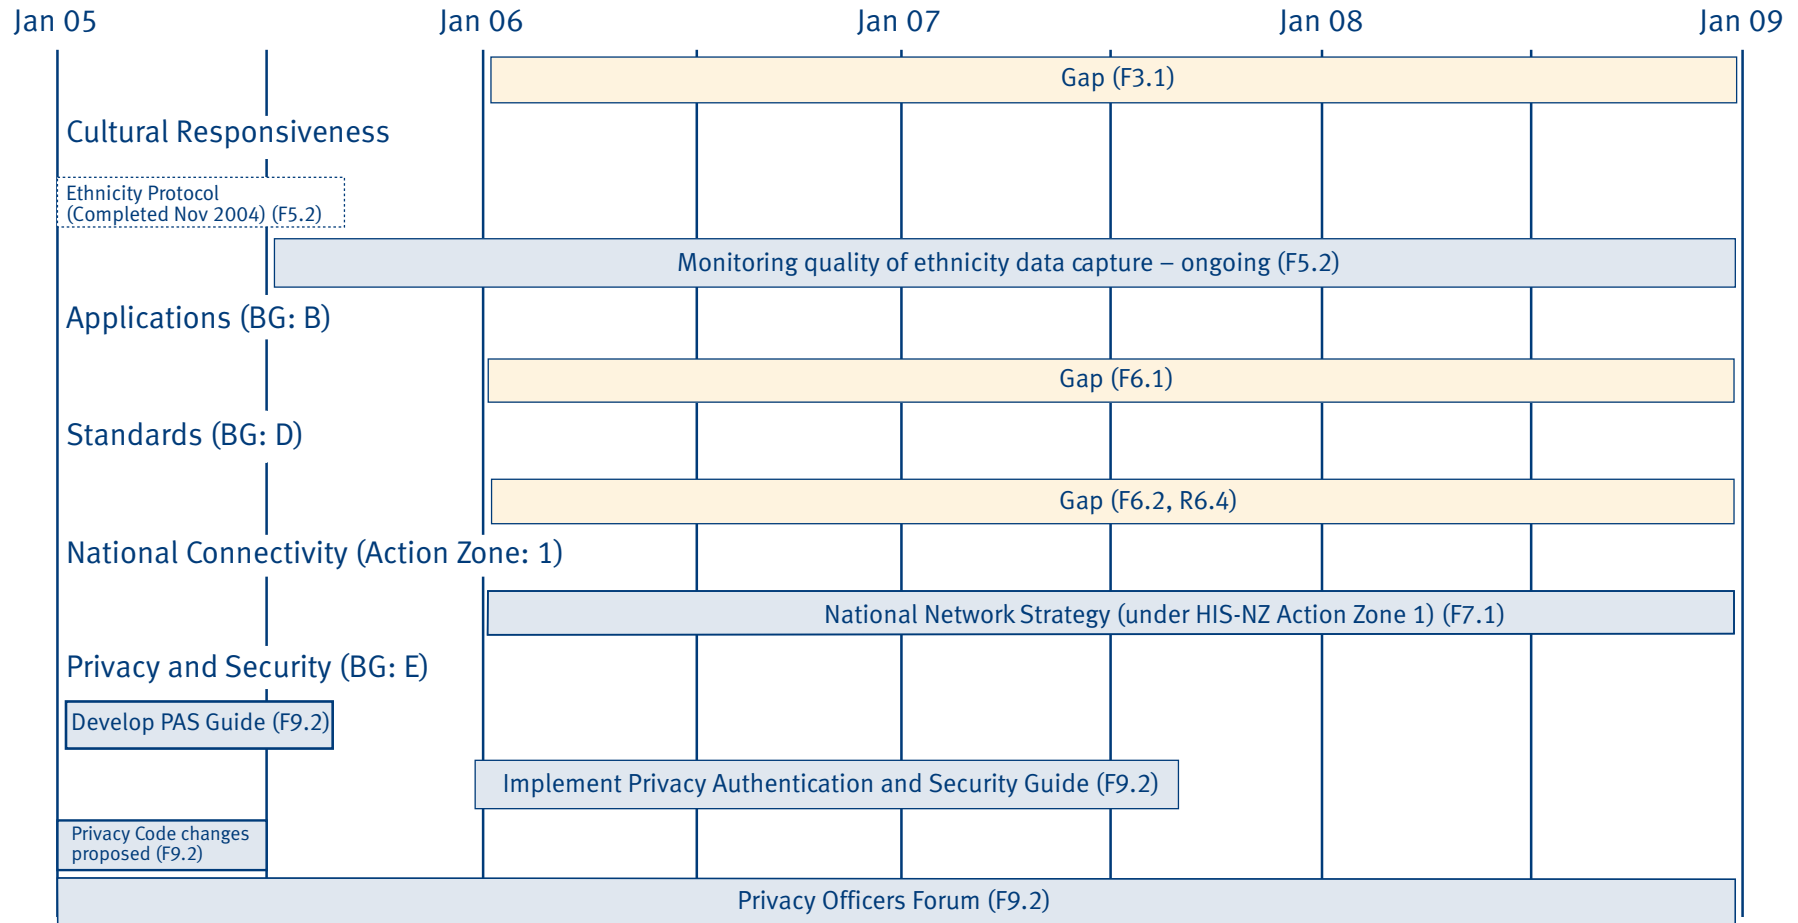 Jan 05
Jan 06
Jan 07
Jan 08
Jan 09
Gap (F3.1)
Cultural Responsiveness
Ethnicity Protocol
(Completed Nov 2004) (F5.2)
Monitoring quality of ethnicity data capture – ongoing (F5.2)
Applications (BG: B)
Gap (F6.1)
Standards (BG: D)
Gap (F6.2, R6.4)
National Connectivity (Action Zone: 1)
National Network Strategy (under HIS-NZ Action Zone 1) (F7.1)
Privacy and Security (BG: E)
Develop PAS Guide (F9.2)
Implement Privacy Authentication and Security Guide (F9.2)
Privacy Code changes
proposed (F9.2)
Privacy Officers Forum (F9.2)